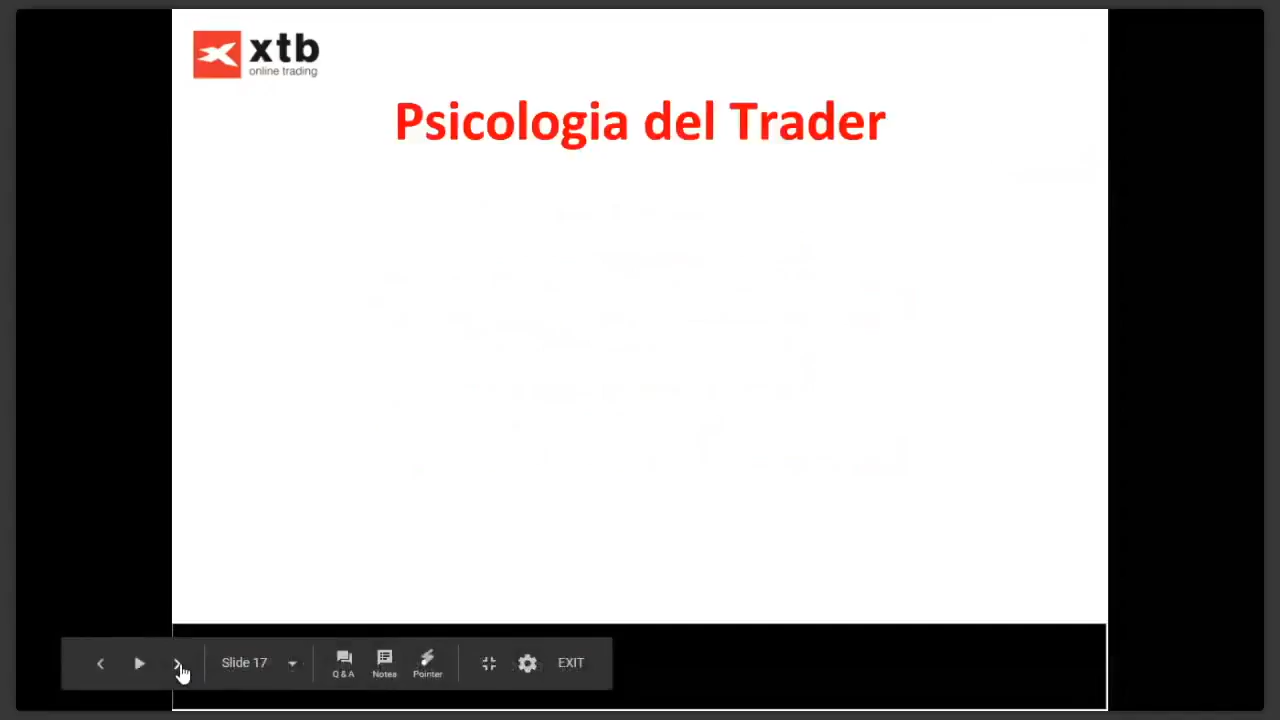 xtb
online trading
Psicologia del Trader
Slide 17
Q & A
Notes
Pointer
EXIT